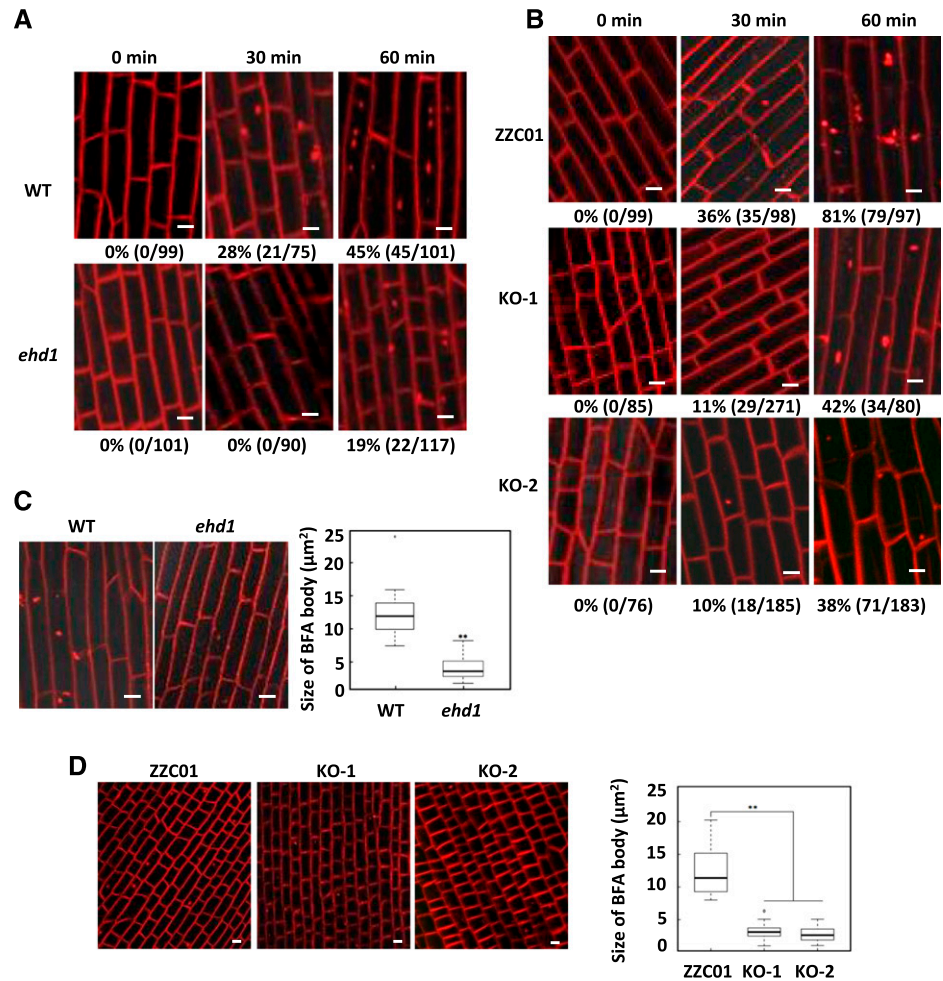 A
0 min 30 min 60 min
WT
0% (0/99) 28% (21/75) 45% (45/101)
ehd1
0% (0/101) 0% (0/90) 19% (22/117)
B
0 min 30 min 60 min
ZZC01
0% (0/99) 36% (35/98) 81% (79/97)
KO-1
0% (0/85) 11% (29/271) 42% (34/80)
KO-2
0% (0/76) 10% (18/185) 38% (71/183)
C
WT ehd1
Size of BFA body (μm²)
25
20
15
10
5
0
**
WT ehd1
D
ZZC01 KO-1 KO-2
Size of BFA body (μm²)
25
20
15
10
5
0
**
ZZC01 KO-1 KO-2